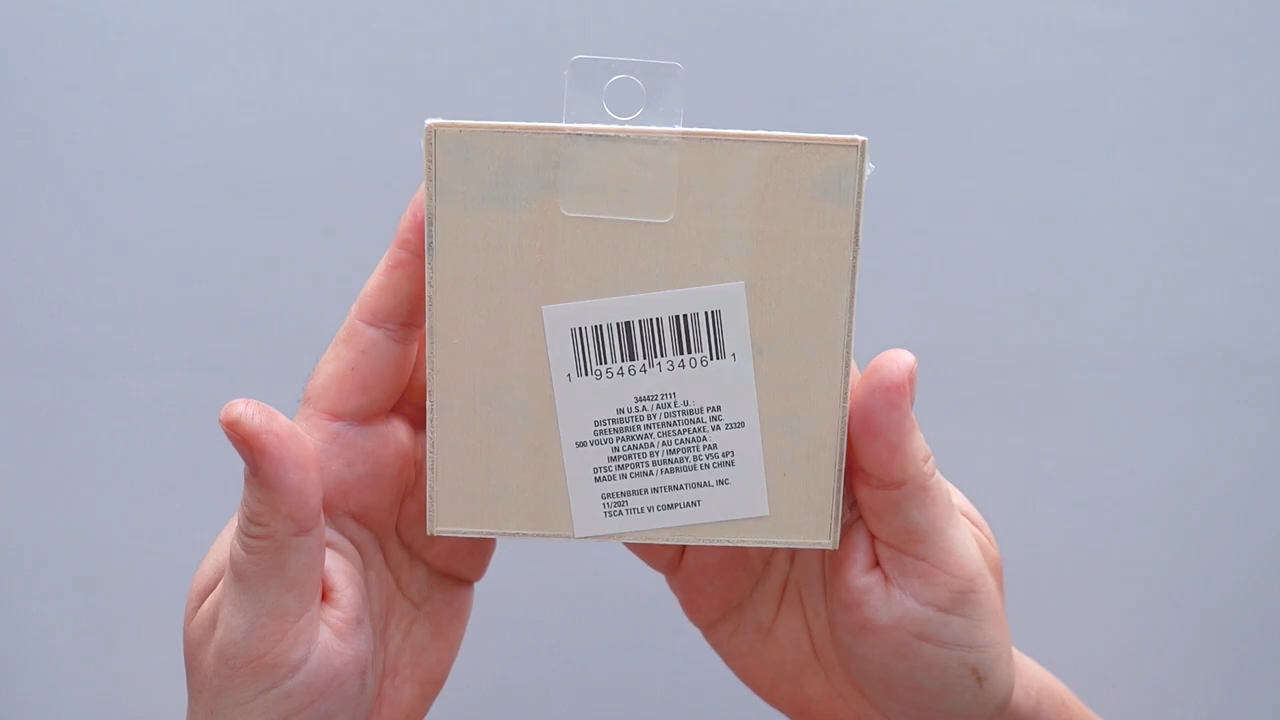 1 95464 13406 1
344422 2111
IN U.S.A. / AUX É.-U. :
DISTRIBUTED BY / DISTRIBUÉ PAR
GREENBRIER INTERNATIONAL, INC.
500 VOLVO PARKWAY, CHESAPEAKE, VA 23320
IN CANADA / AU CANADA :
IMPORTED BY / IMPORTÉ PAR
DTSC IMPORTS BURNABY, BC V5G 4P3
MADE IN CHINA / FABRIQUÉ EN CHINE
GREENBRIER INTERNATIONAL, INC.
11/2021
TSCA TITLE VI COMPLIANT